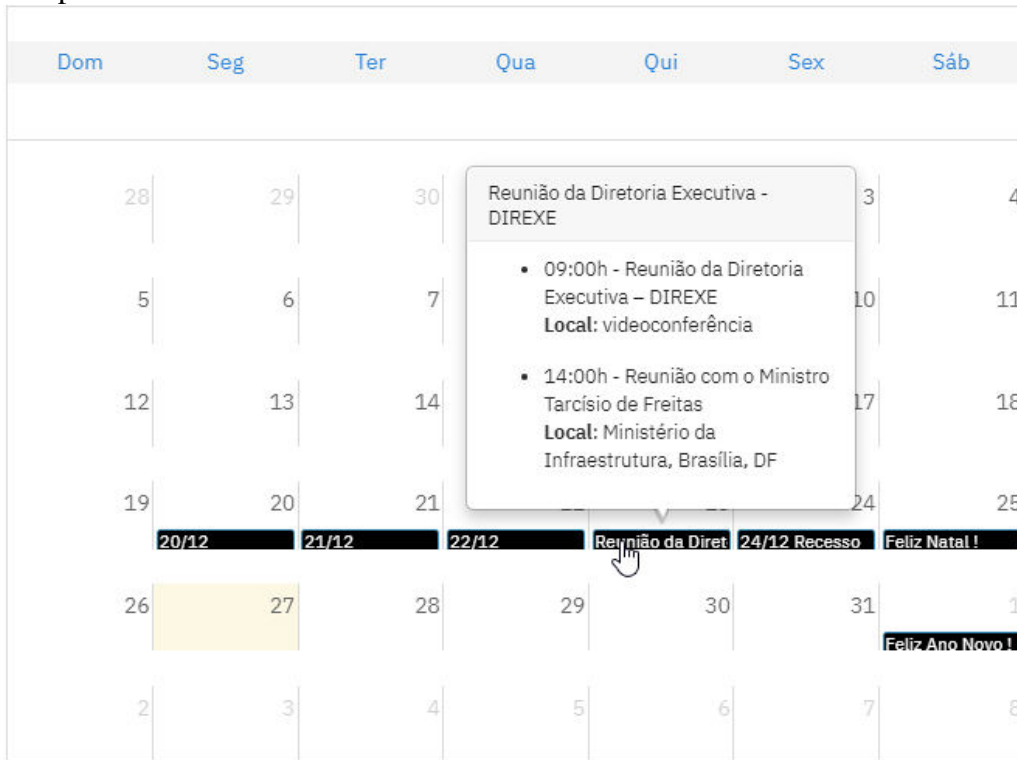 Dom Seg Ter Qua Qui Sex Sáb
28 29 30 3 4
Reunião da Diretoria Executiva -
DIREXE
• 09:00h - Reunião da Diretoria
Executiva – DIREXE
Local: videoconferência
5 6 7 10 11
• 14:00h - Reunião com o Ministro
Tarcísio de Freitas
Local: Ministério da
Infraestrutura, Brasília, DF
12 13 14 17 18
19 20 21 24 25
20/12 21/12 22/12 Reunião da Diret 24/12 Recesso Feliz Natal !
26 27 28 29 30 31 1
Feliz Ano Novo !
2 3 4 5 6 7 8